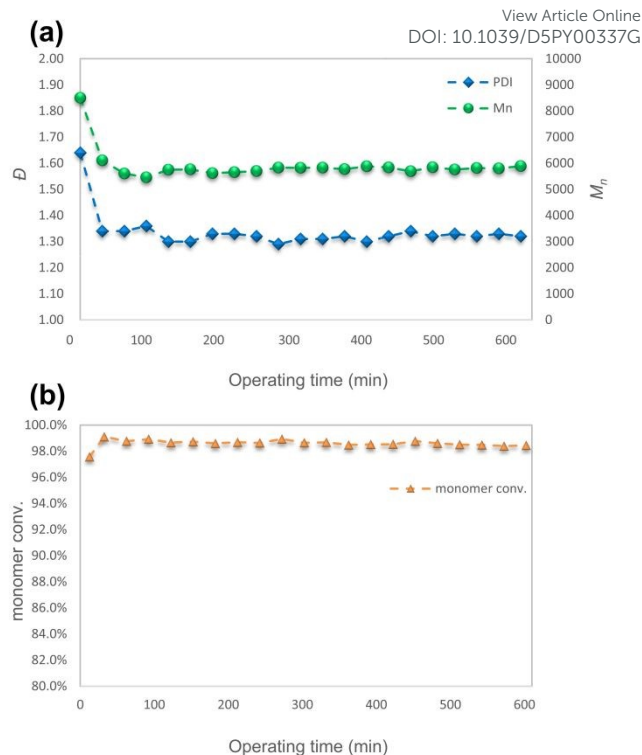 View Article Online
DOI: 10.1039/D5PY00337G
(a)
2.00
1.90
1.80
1.70
1.60
1.50
1.40
1.30
1.20
1.10
1.00
Đ
PDI
Mn
10000
9000
8000
7000
6000
5000
4000
3000
2000
1000
0
Mn
0 100 200 300 400 500 600
Operating time (min)
(b)
100.0%
98.0%
96.0%
94.0%
92.0%
90.0%
88.0%
86.0%
84.0%
82.0%
80.0%
monomer conv.
monomer conv.
0 100 200 300 400 500 600
Operating time (min)